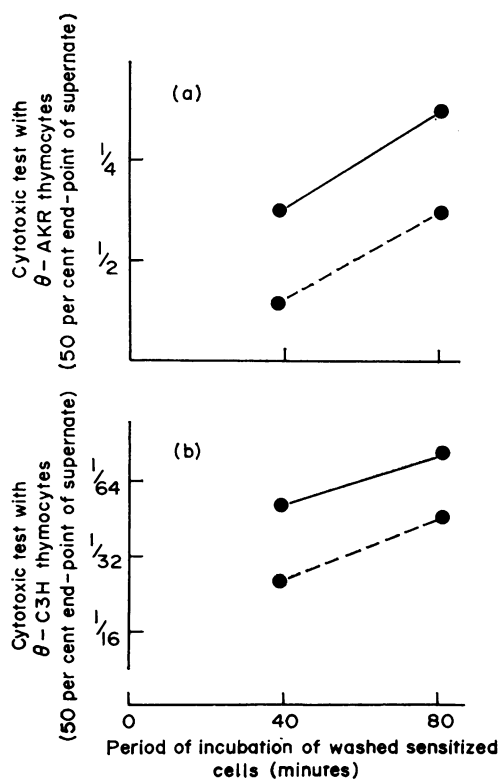 (a)
Cytotoxic test with
θ – AKR thymocytes
(50 per cent end-point of supernate)
1/4
1/2
(b)
Cytotoxic test with
θ – C3H thymocytes
(50 per cent end-point of supernate)
1/64
1/32
1/16
0 40 80
Period of incubation of washed sensitized
cells (minutes)